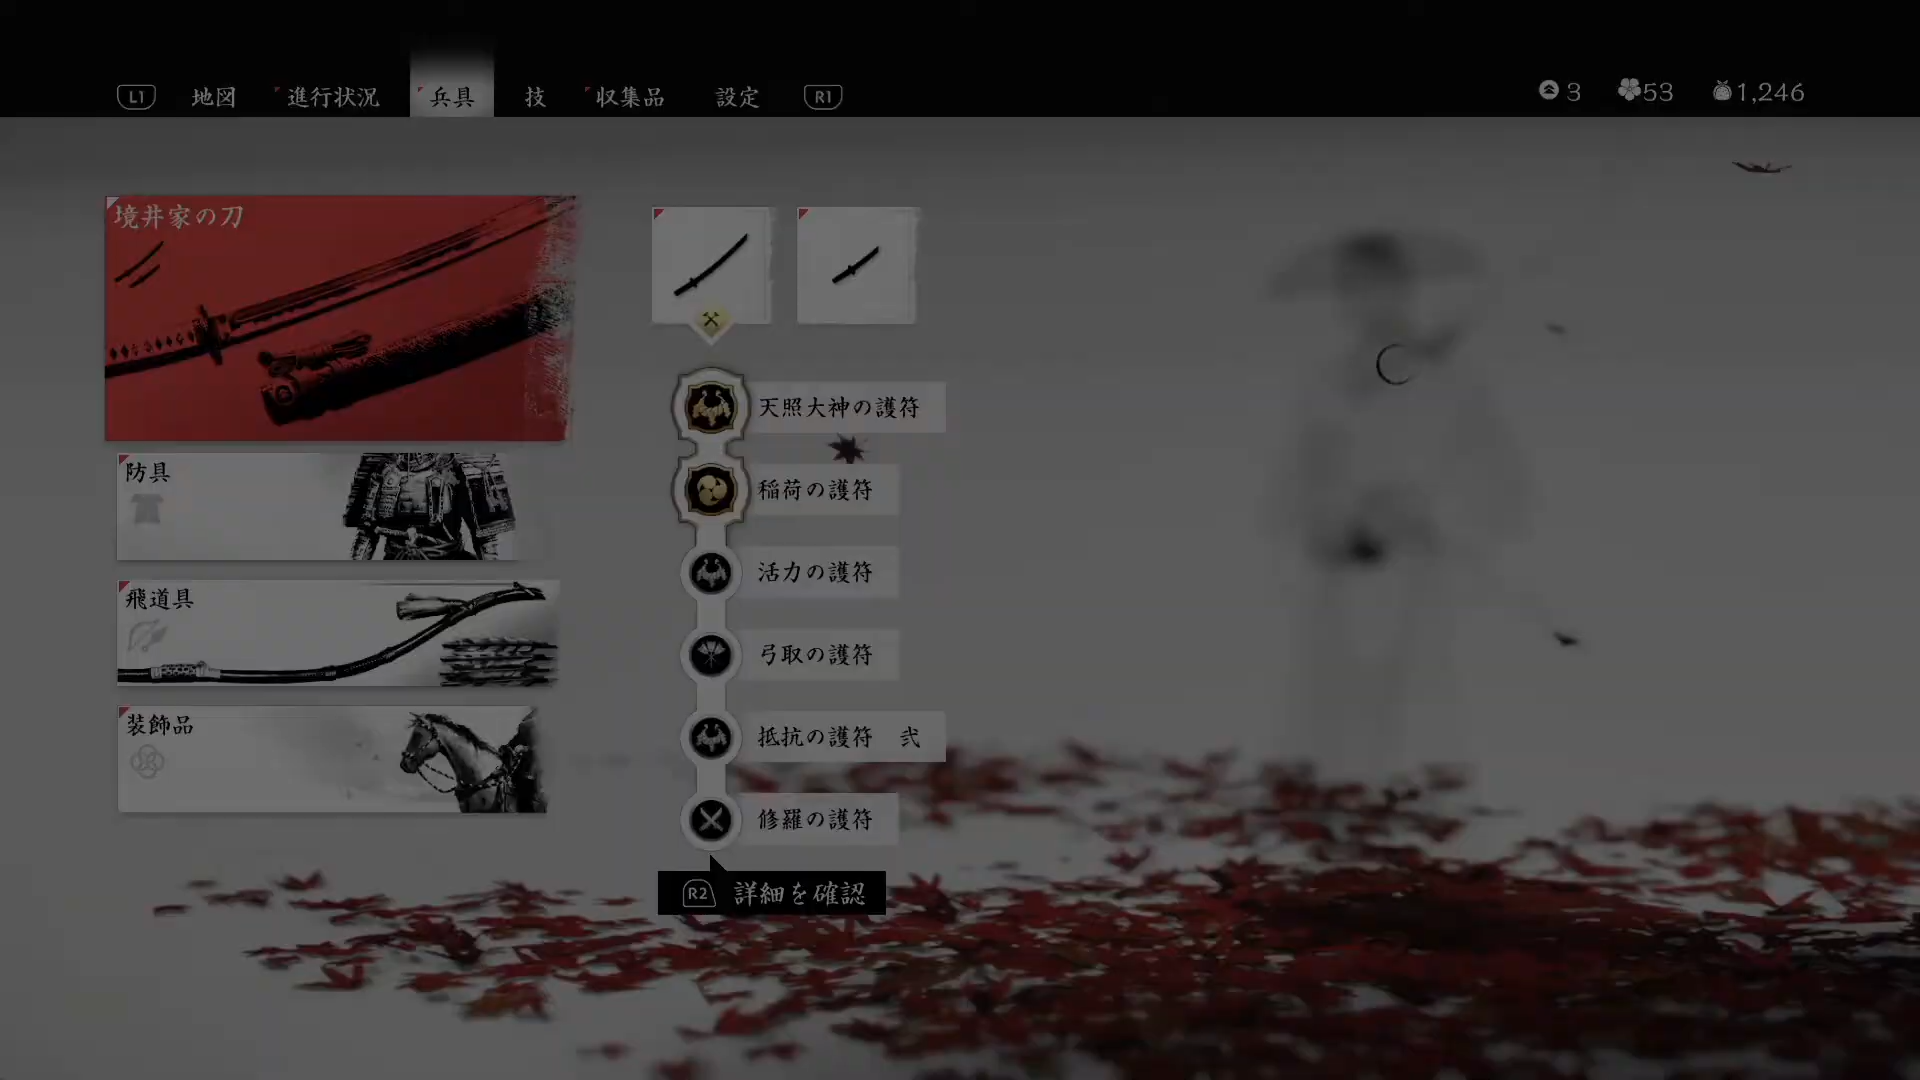 L1 地図 進行状況 兵具 技 収集品 設定 R1
3 53 1,246
境井家の刀
防具
飛道具
装飾品
天照大神の護符
稲荷の護符
活力の護符
弓取の護符
抵抗の護符 弐
修羅の護符
R2 詳細を確認